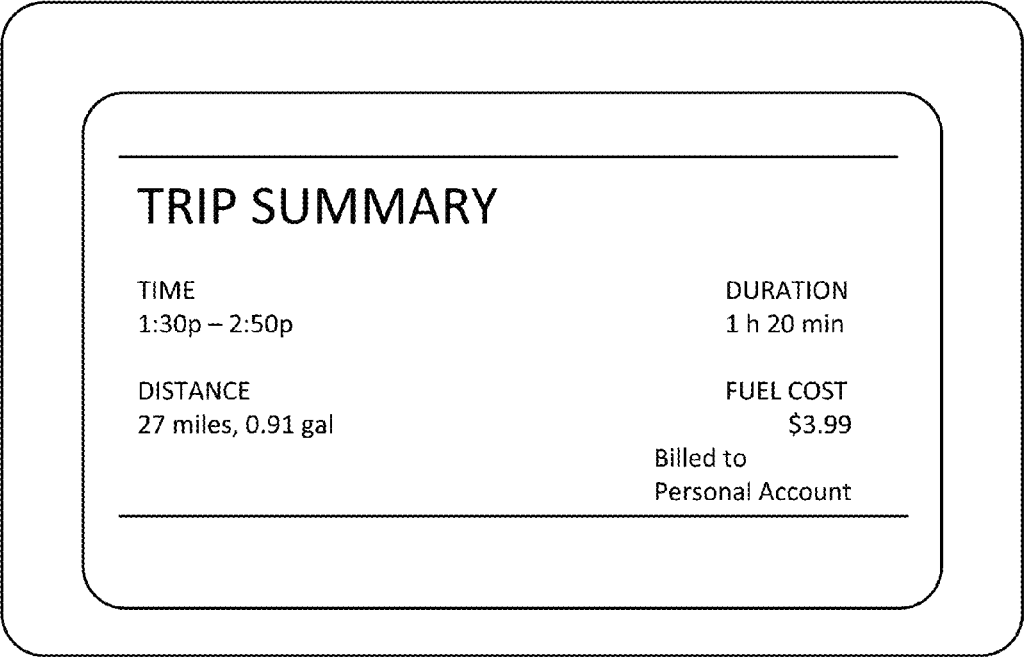 TRIP SUMMARY
TIME
1:30p – 2:50p
DURATION
1 h 20 min
DISTANCE
27 miles, 0.91 gal
FUEL COST
$3.99
Billed to
Personal Account